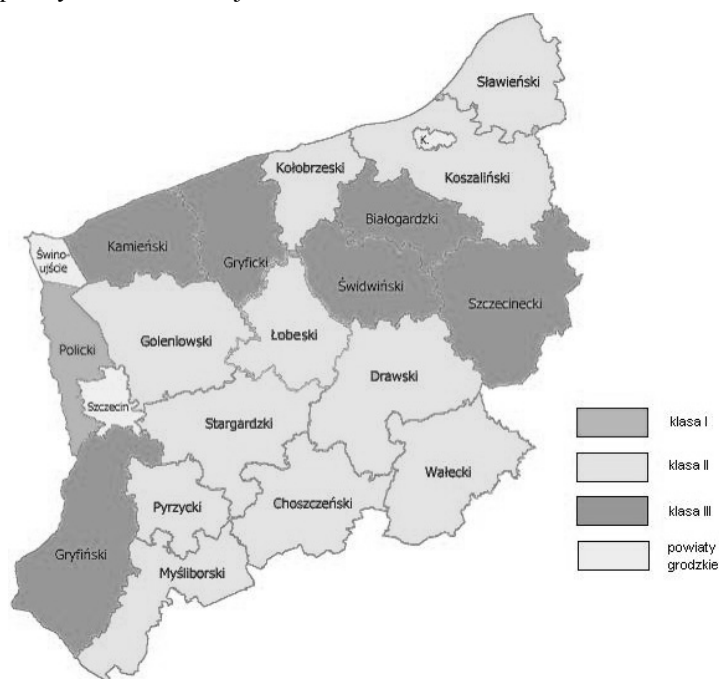 Sławieński
K.
Kołobrzeski
Koszaliński
Białogardzki
Świno-
ujście
Kamieński
Gryficki
Świdwiński
Szczecinecki
Policki
Goleniowski
Łobeski
Drawski
Szczecin
Stargardzki
Wałecki
Pyrzycki
Choszczeński
Gryfiński
Myśliborski
klasa I
klasa II
klasa III
powiaty
grodzkie